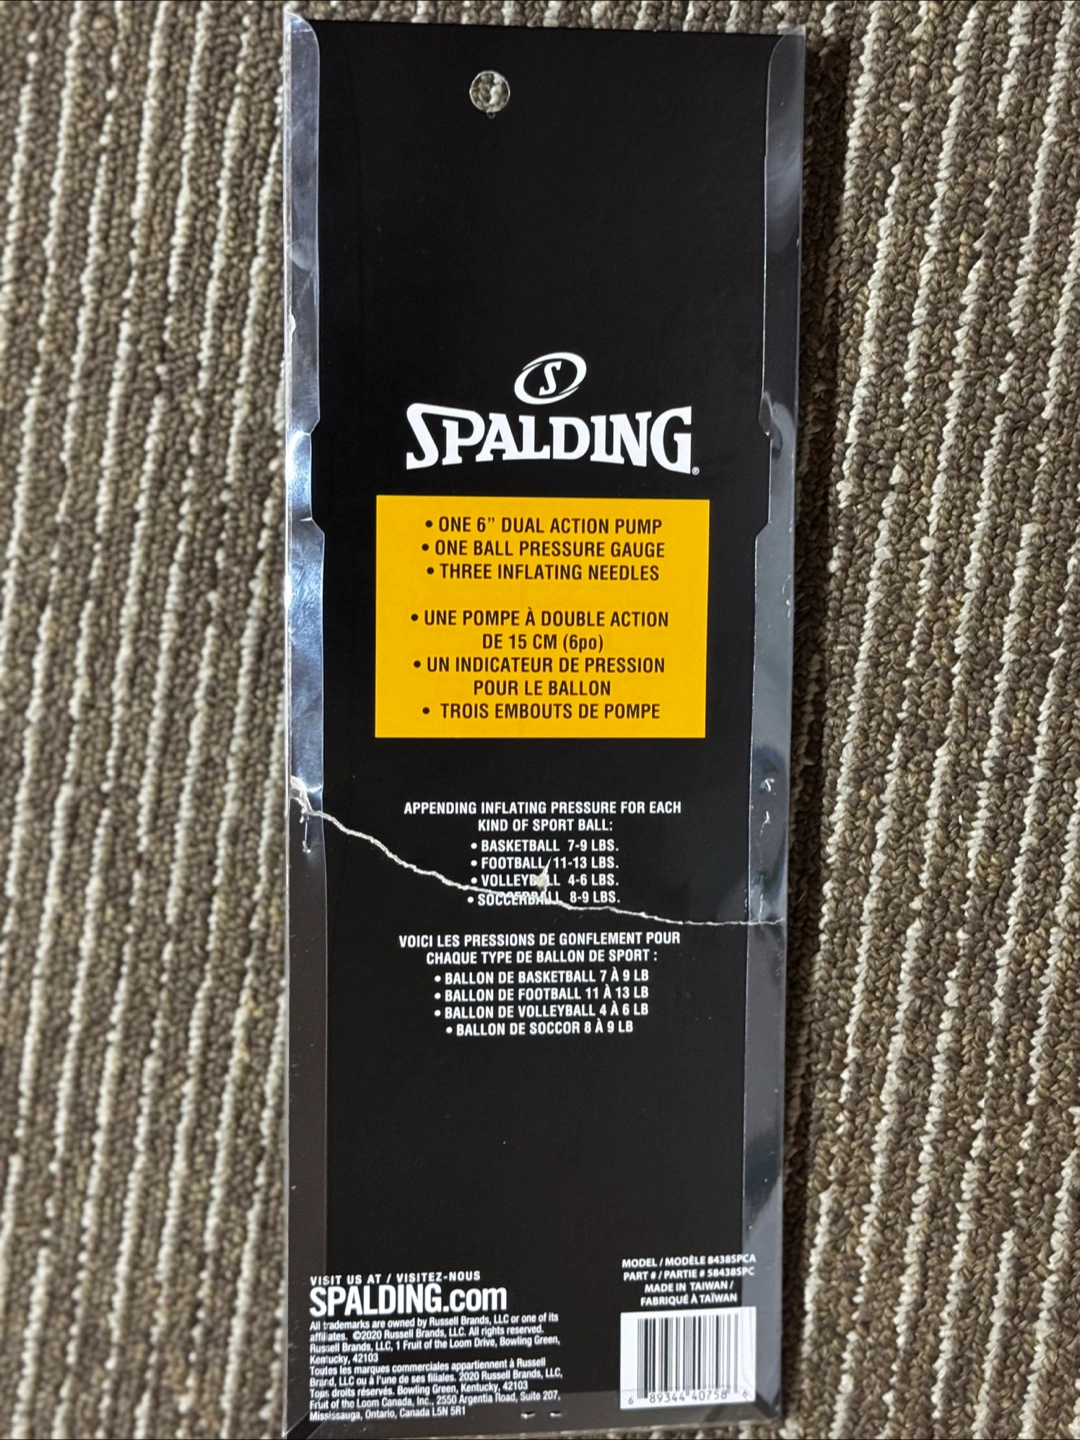 S
SPALDING®
• ONE 6” DUAL ACTION PUMP
• ONE BALL PRESSURE GAUGE
• THREE INFLATING NEEDLES
• UNE POMPE À DOUBLE ACTION
DE 15 CM (6po)
• UN INDICATEUR DE PRESSION
POUR LE BALLON
• TROIS EMBOUTS DE POMPE
APPENDING INFLATING PRESSURE FOR EACH
KIND OF SPORT BALL:
• BASKETBALL 7-9 LBS.
• FOOTBALL 11-13 LBS.
• VOLLEYBALL 4-6 LBS.
• SOCCERBALL 8-9 LBS.
VOICI LES PRESSIONS DE GONFLEMENT POUR
CHAQUE TYPE DE BALLON DE SPORT :
• BALLON DE BASKETBALL 7 À 9 LB
• BALLON DE FOOTBALL 11 À 13 LB
• BALLON DE VOLLEYBALL 4 À 6 LB
• BALLON DE SOCCOR 8 À 9 LB
VISIT US AT / VISITEZ-NOUS
SPALDING.com
All trademarks are owned by Russell Brands, LLC or one of its
affiliates. ©2020 Russell Brands, LLC. All rights reserved.
Russell Brands, LLC, 1 Fruit of the Loom Drive, Bowling Green,
Kentucky, 42103
Toutes les marques commerciales appartiennent à Russell
Brand, LLC ou à l'une de ses filiales. 2020 Russell Brands, LLC,
Tops droits réservés. Bowling Green, Kentucky, 42103
Fruit of the Loom Canada, Inc., 2550 Argentia Road, Suite 207,
Mississauga, Ontario, Canada L5N 5R1
MODEL / MODÈLE 8438SPCA
PART # / PARTIE # 58438SPC
MADE IN TAIWAN /
FABRIQUÉ À TAÏWAN
6 89344 40758 6